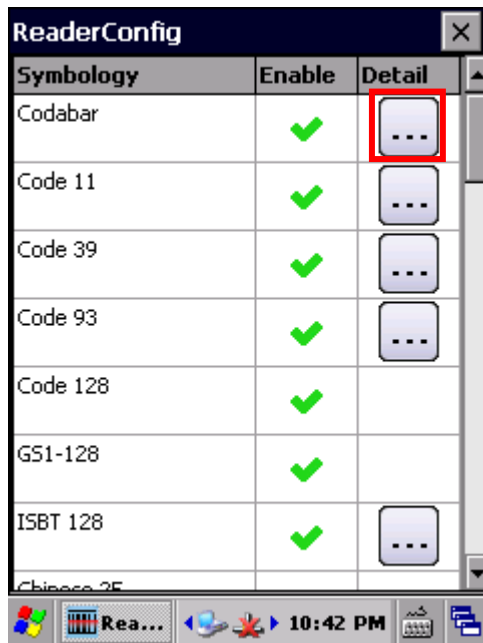 ReaderConfig
Symbology Enable Detail
Codabar ...
Code 11 ...
Code 39 ...
Code 93 ...
Code 128
GS1-128
ISBT 128 ...
Rea... 10:42 PM